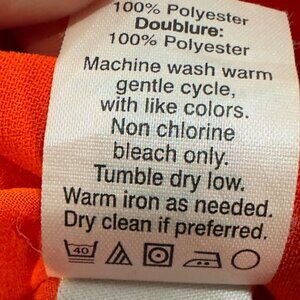 100% Polyester
Doublure:
100% Polyester
Machine wash warm
gentle cycle,
with like colors.
Non chlorine
bleach only.
Tumble dry low.
Warm iron as needed.
Dry clean if preferred.
40